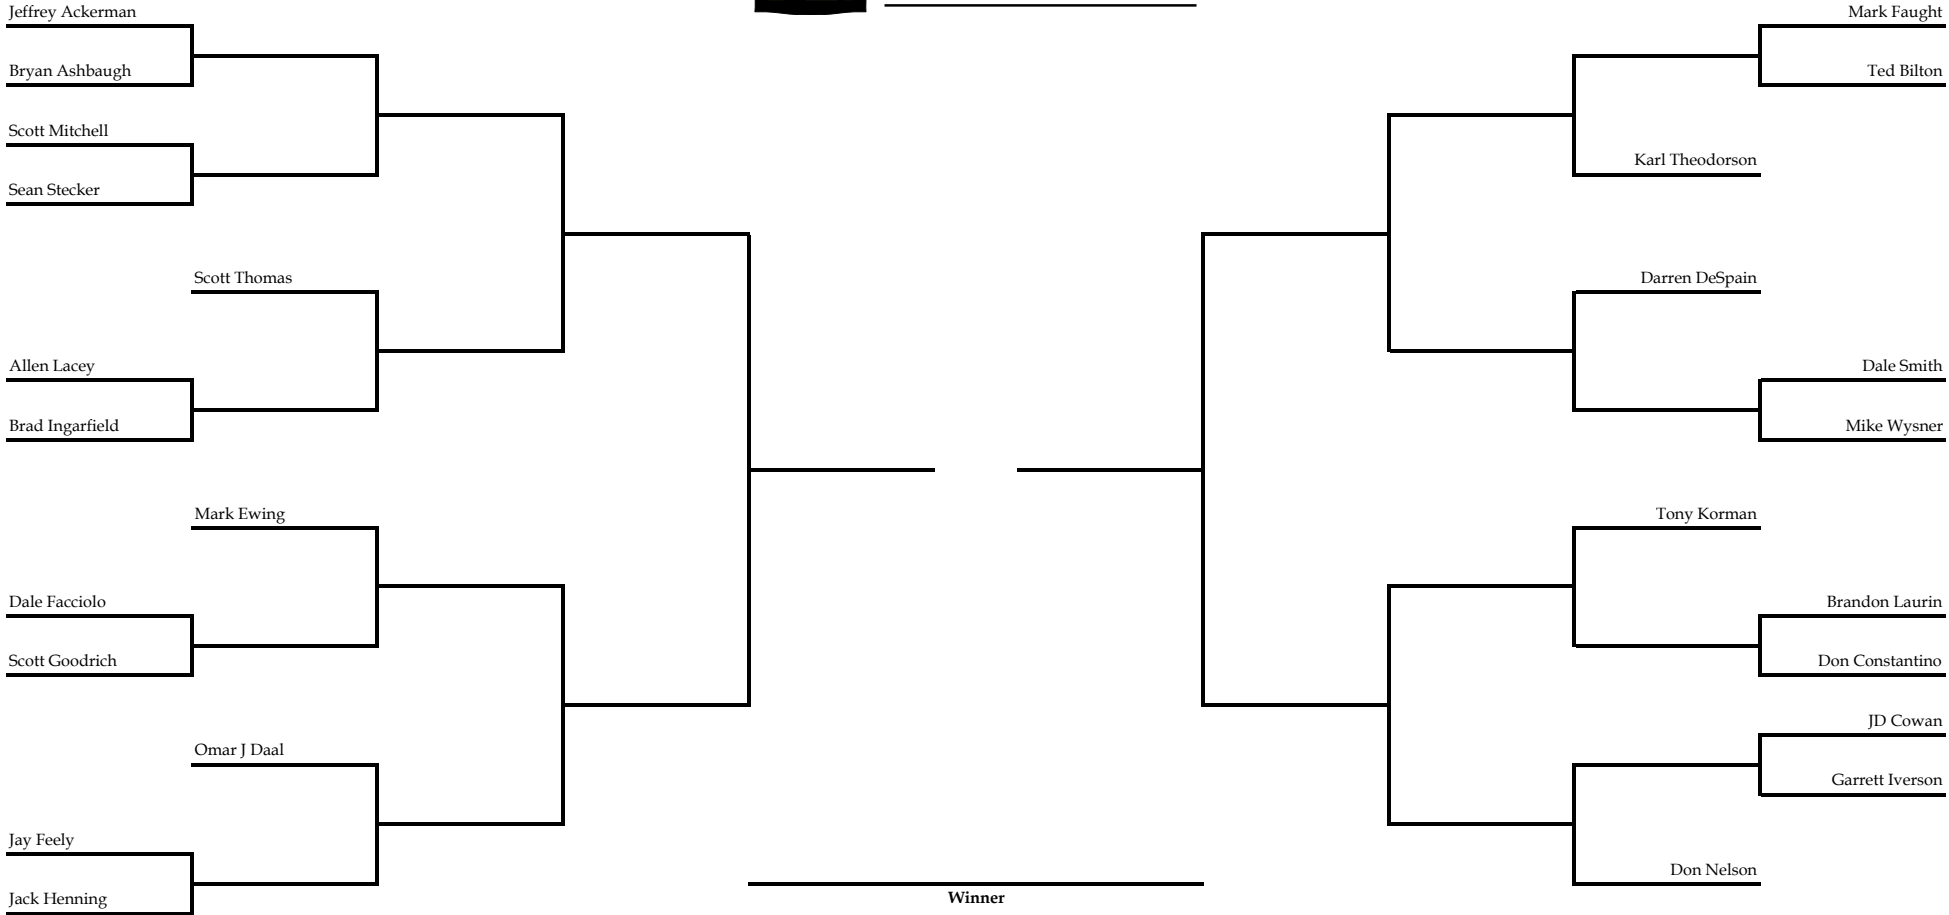 Jeffrey Ackerman
Bryan Ashbaugh
Scott Mitchell
Sean Stecker
Scott Thomas
Allen Lacey
Brad Ingarfield
Mark Ewing
Dale Facciolo
Scott Goodrich
Omar J Daal
Jay Feely
Jack Henning
Mark Faught
Ted Bilton
Karl Theodorson
Darren DeSpain
Dale Smith
Mike Wysner
Tony Korman
Brandon Laurin
Don Constantino
JD Cowan
Garrett Iverson
Don Nelson
Winner